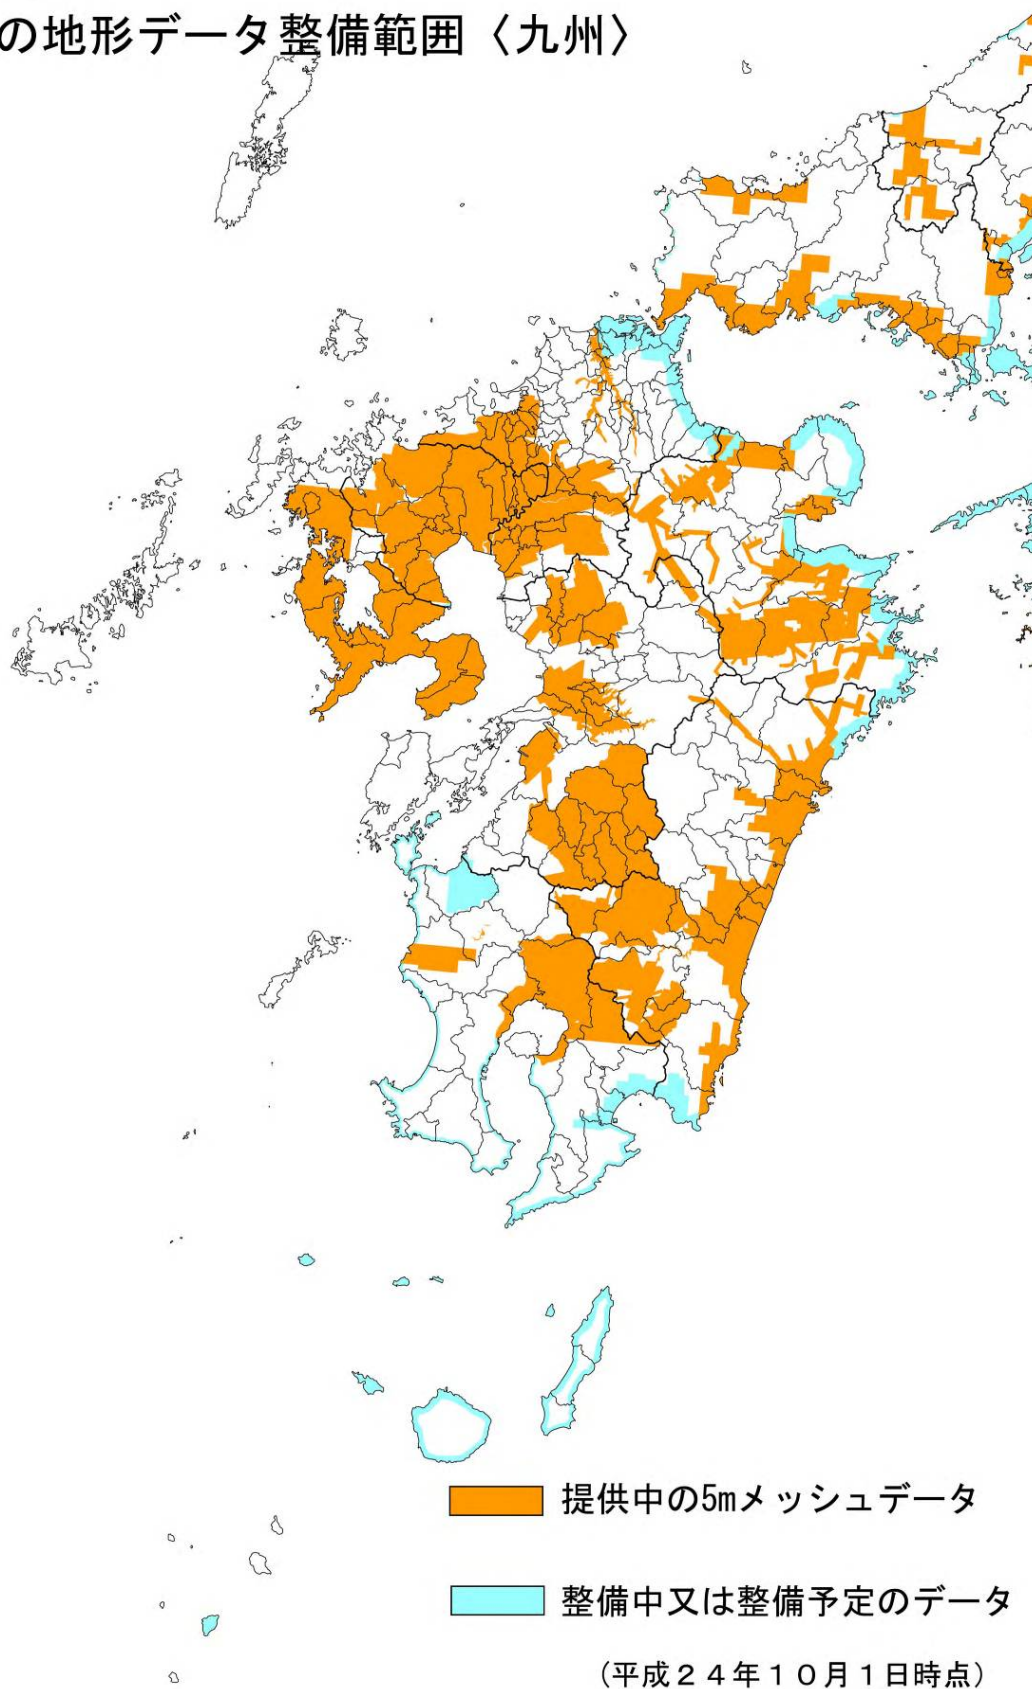 の地形データ整備範囲〈九州〉
提供中の5mメッシュデータ
整備中又は整備予定のデータ
(平成２４年１０月１日時点)